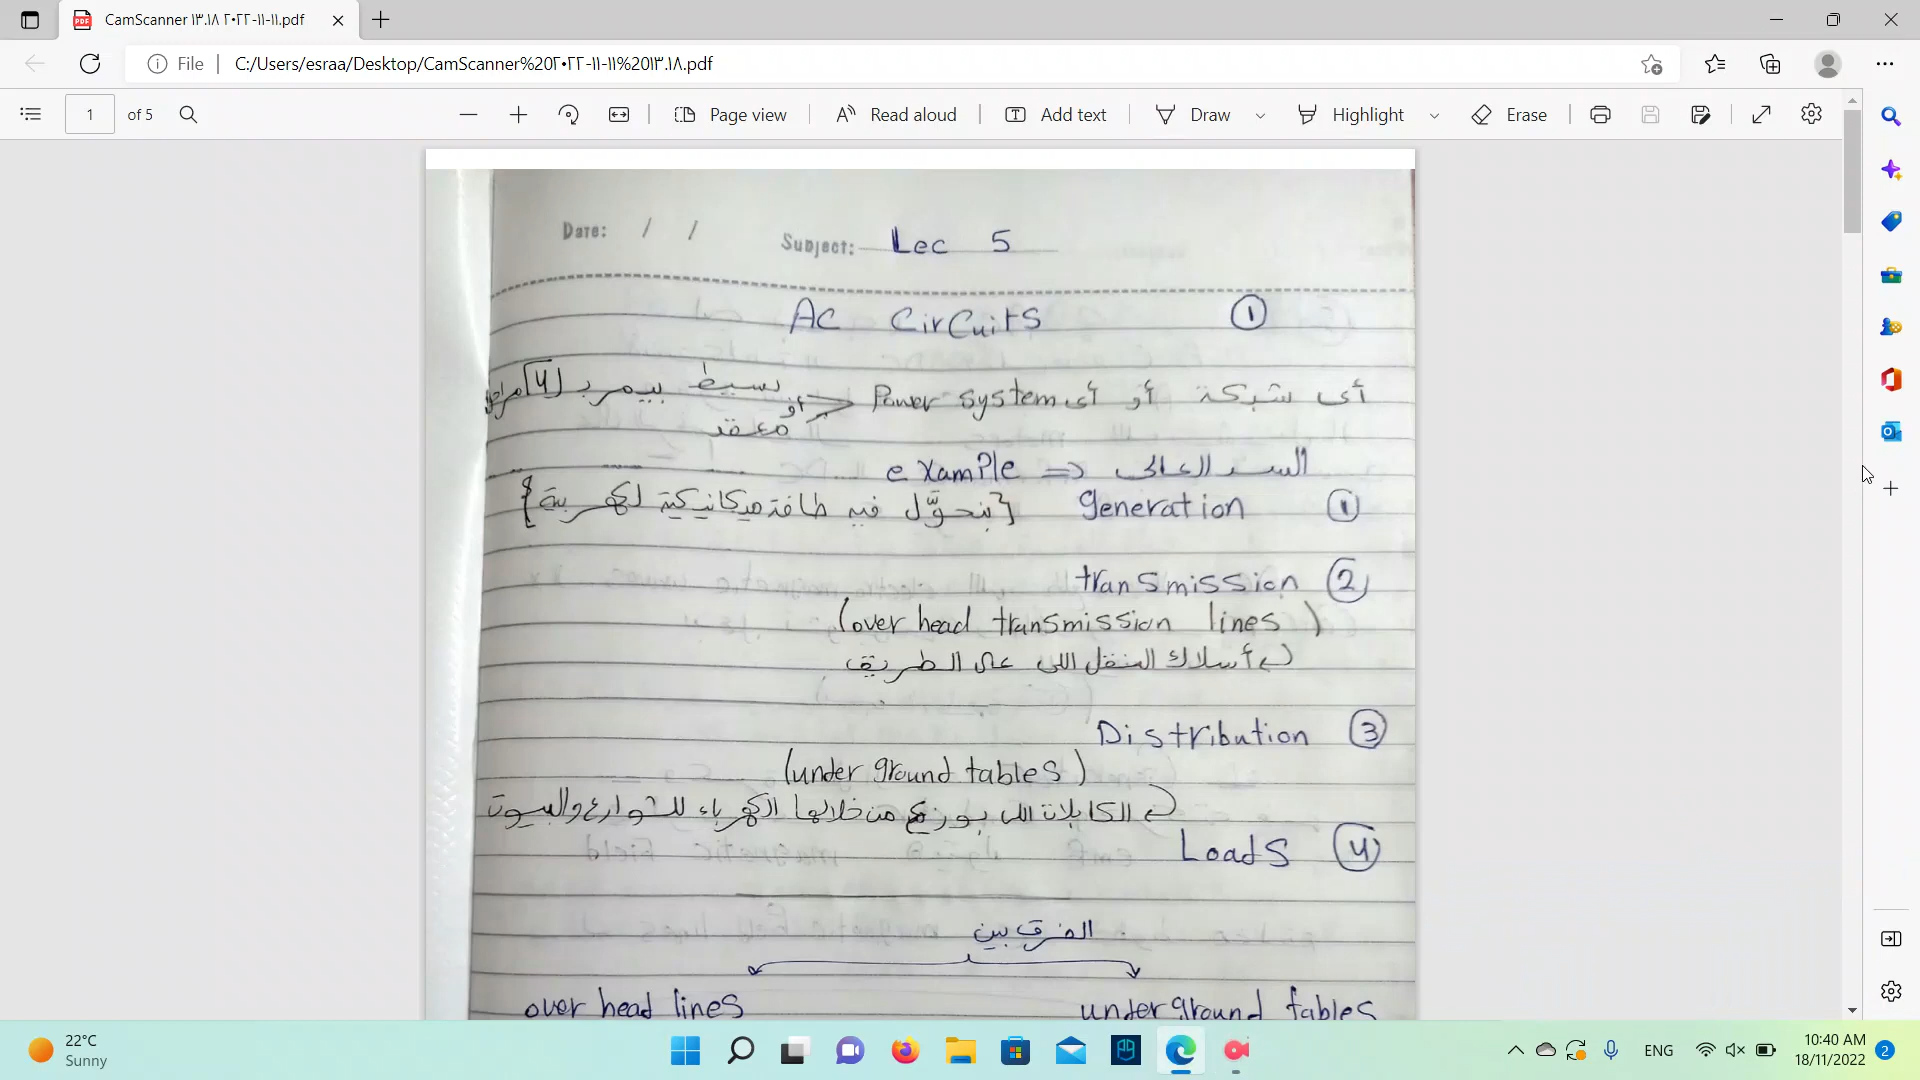 CamScanner ٢٠٢٢-١١-١١ ١٣.١٨.pdf
File
C:/Users/esraa/Desktop/CamScanner%20٢٠٢٢-١١-١١%20١٣.١٨.pdf
1 of 5
Page view
Read aloud
Add text
Draw
Highlight
Erase
Date: / /
Subject: Lec 5
AC Circuits ①
أى شبكة أو أى Power system بسيط أو معقد بيمر بـ [4] مراحل
السد العالى => example
① generation {بنحوّل فيه طاقة ميكانيكية لكهربية}
② transmission
(over head transmission lines)
أسلاك النقل اللى على الطريق
③ Distribution
(under ground tables)
الكابلات اللى بيوزع من خلالها الكهرباء للشوارع والبيوت
④ Loads
الفرق بين
over head lines
under ground tables
22°C
Sunny
ENG
10:40 AM
18/11/2022
2